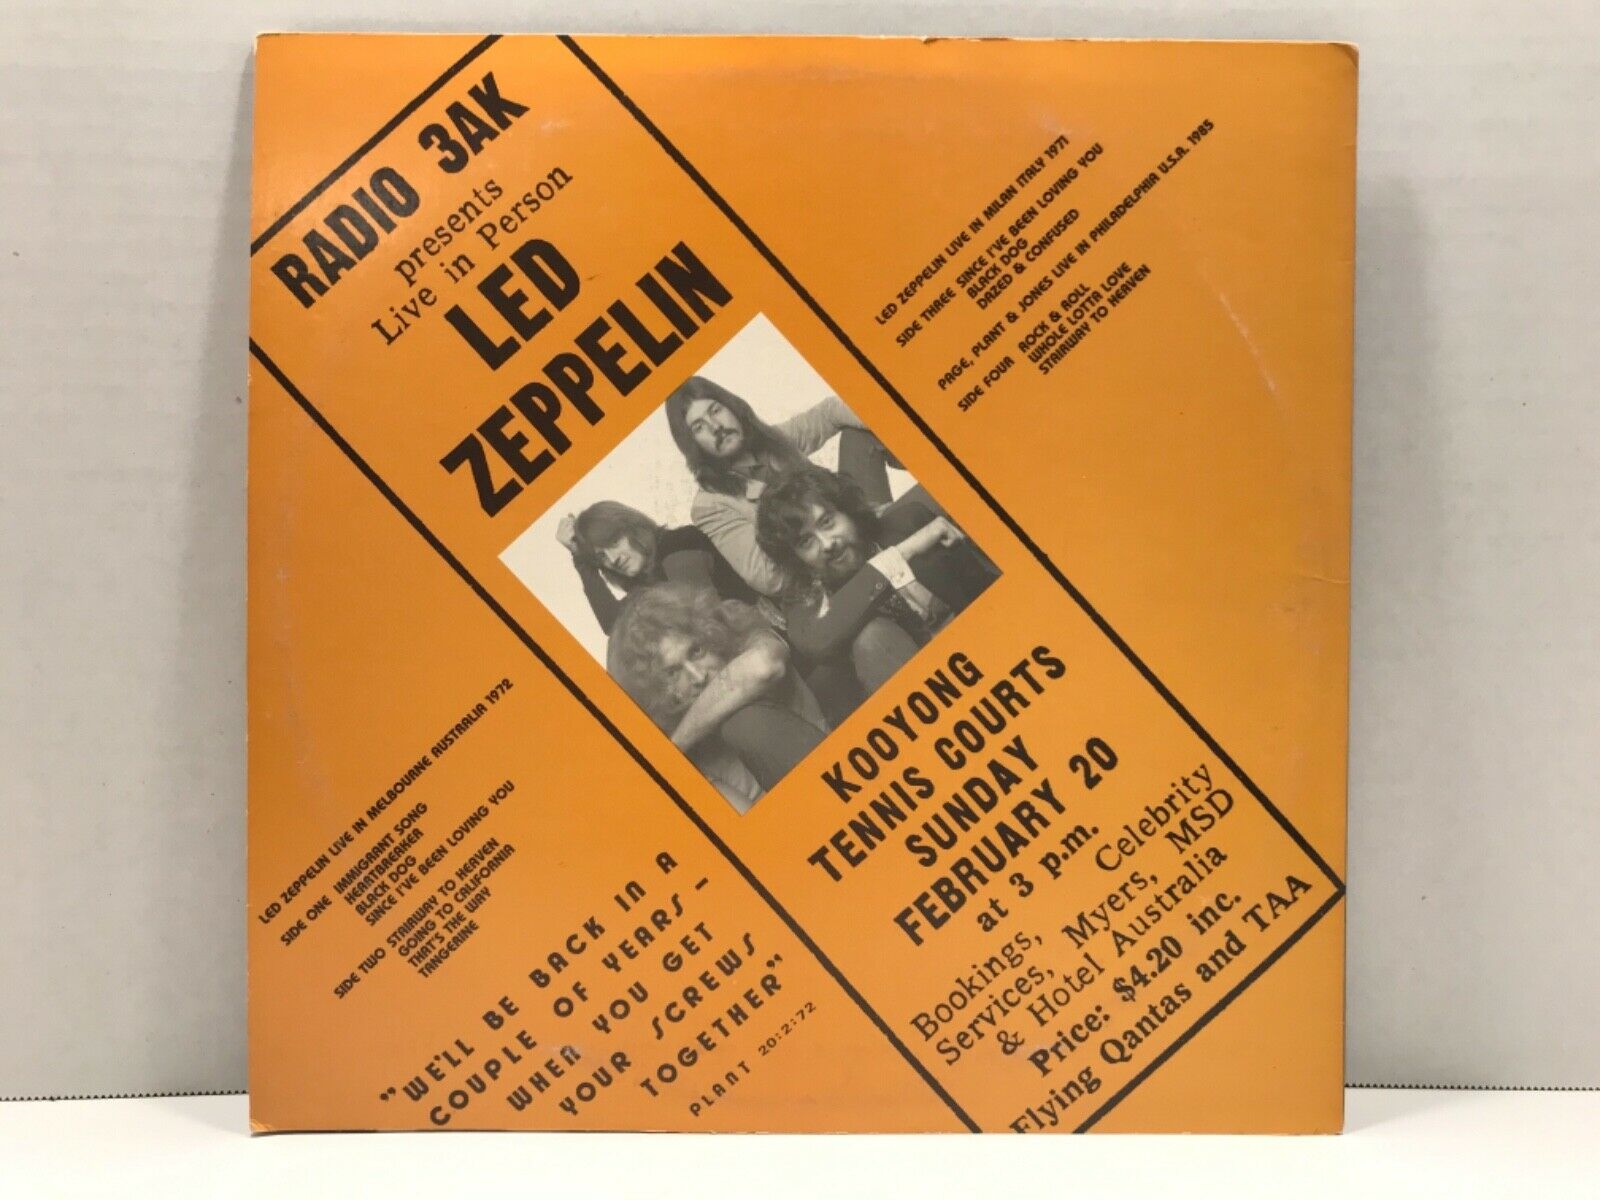 RADIO 3AK
presents
Live in Person
LED
ZEPPELIN
LED ZEPPELIN LIVE IN MILAN ITALY 1971
SIDE THREE SINCE I'VE BEEN LOVING YOU
BLACK DOG
DAZED & CONFUSED
PAGE, PLANT & JONES LIVE IN PHILADELPHIA U.S.A. 1985
SIDE FOUR ROCK & ROLL
WHOLE LOTTA LOVE
STAIRWAY TO HEAVEN
KOOYONG
TENNIS COURTS
SUNDAY
FEBRUARY 20
at 3 p.m.
Bookings, Celebrity
Services, Myers, MSD
& Hotel Australia
Price: $4.20 inc.
Flying Qantas and TAA
LED ZEPPELIN LIVE IN MELBOURNE AUSTRALIA 1972
SIDE ONE IMMIGRANT SONG
HEARTBREAKER
BLACK DOG
SINCE I'VE BEEN LOVING YOU
SIDE TWO STAIRWAY TO HEAVEN
GOING TO CALIFORNIA
THAT'S THE WAY
TANGERINE
"WE'LL BE BACK IN A
COUPLE OF YEARS –
WHEN YOU GET
YOUR SCREWS
TOGETHER"
PLANT 20:2:72